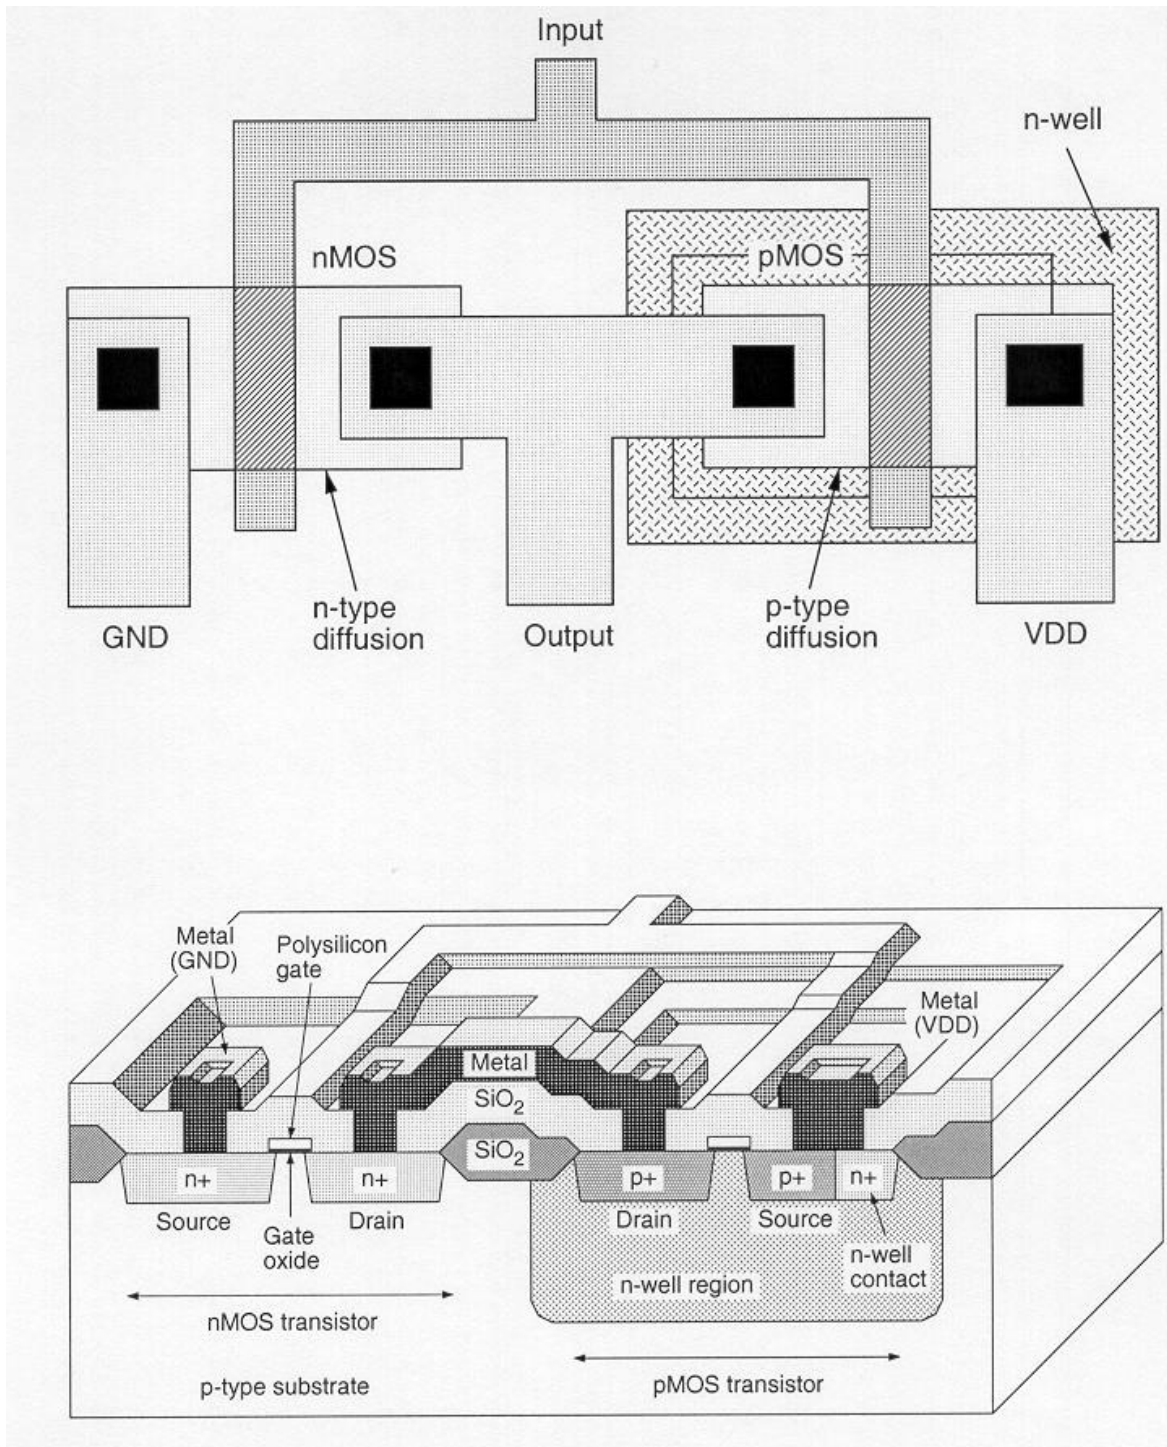 Input
n-well
nMOS
pMOS
n-type
diffusion
p-type
diffusion
GND
Output
VDD
Metal
(GND)
Polysilicon
gate
Metal
(VDD)
Metal
SiO2
SiO2
n+
n+
p+
p+
n+
Source
Drain
Drain
Source
Gate
oxide
n-well
contact
n-well region
nMOS transistor
pMOS transistor
p-type substrate